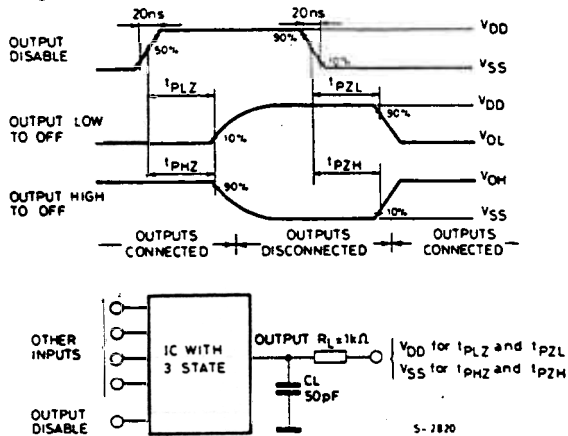 20ns
20ns
OUTPUT DISABLE
50%
90%
10%
VDD
VSS
tPLZ
tPZL
OUTPUT LOW TO OFF
10%
90%
VDD
VOL
tPHZ
tPZH
OUTPUT HIGH TO OFF
90%
10%
VOH
VSS
OUTPUTS CONNECTED
OUTPUTS DISCONNECTED
OUTPUTS CONNECTED
OTHER INPUTS
OUTPUT DISABLE
IC WITH
3 STATE
OUTPUT
RL=1kΩ
CL
50pF
VDD for tPLZ and tPZL
VSS for tPHZ and tPZH
S-2820